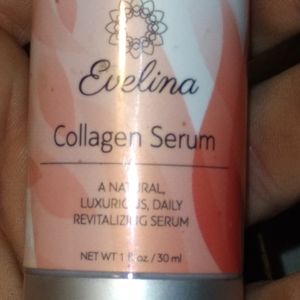 Evelina
Collagen Serum
A NATURAL,
LUXURIOUS, DAILY
REVITALIZING SERUM
NET WT 1 fl oz / 30 ml